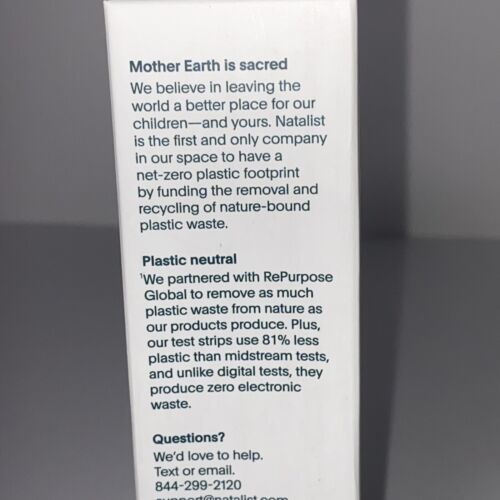 Mother Earth is sacred
We believe in leaving the
world a better place for our
children—and yours. Natalist
is the first and only company
in our space to have a
net-zero plastic footprint
by funding the removal and
recycling of nature-bound
plastic waste.
Plastic neutral
¹We partnered with RePurpose
Global to remove as much
plastic waste from nature as
our products produce. Plus,
our test strips use 81% less
plastic than midstream tests,
and unlike digital tests, they
produce zero electronic
waste.
Questions?
We'd love to help.
Text or email.
844-299-2120
support@natalist.com